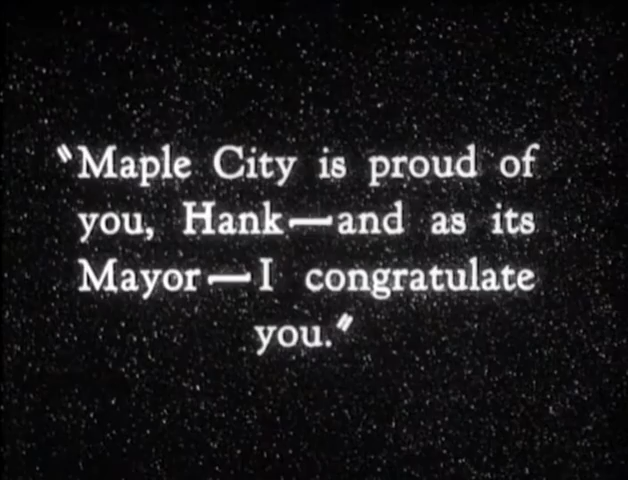 "Maple City is proud of
you, Hank—and as its
Mayor—I congratulate
you."